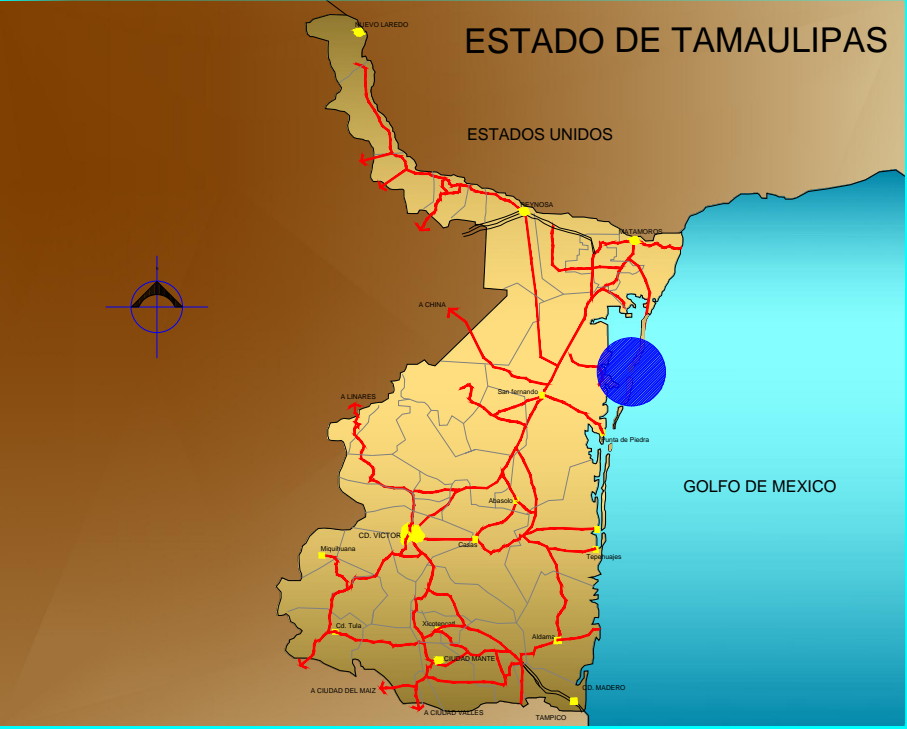 NUEVO LAREDO
ESTADO DE TAMAULIPAS
ESTADOS UNIDOS
REYNOSA
MATAMOROS
A CHINA
San fernando
A LINARES
Punta de Piedra
GOLFO DE MEXICO
Abasolo
CD. VICTOR
Casas
Miquihuana
Tepehuajes
Cd. Tula
Xicotencatl
Aldama
CIUDAD MANTE
A CIUDAD DEL MAIZ
CD. MADERO
A CIUDAD VALLES
TAMPICO